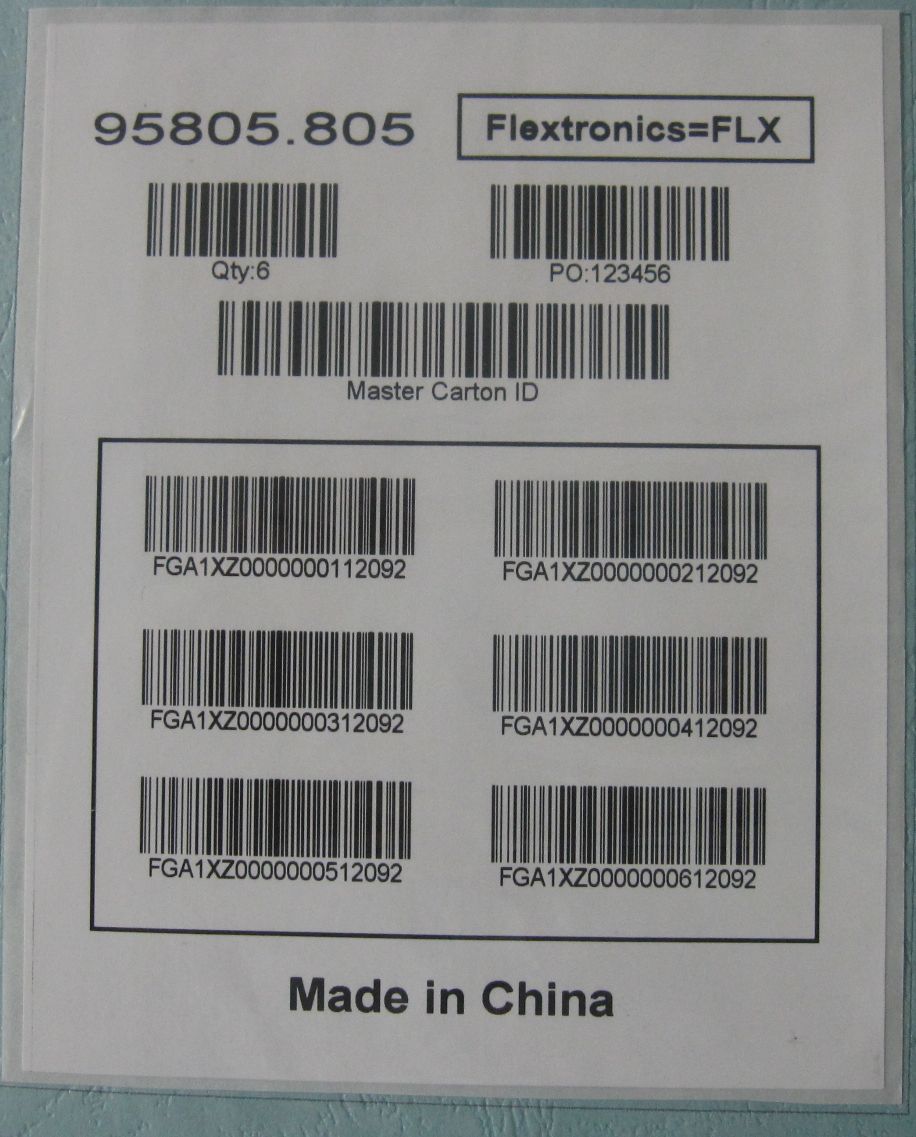 95805.805
Flextronics=FLX
Qty:6
PO:123456
Master Carton ID
FGA1XZ0000000112092
FGA1XZ0000000212092
FGA1XZ0000000312092
FGA1XZ0000000412092
FGA1XZ0000000512092
FGA1XZ0000000612092
Made in China